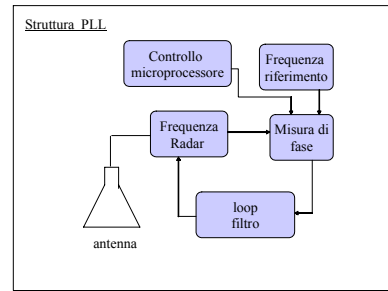 Struttura PLL
Controllo
microprocessore
Frequenza
riferimento
Frequenza
Radar
Misura di
fase
loop
filtro
antenna